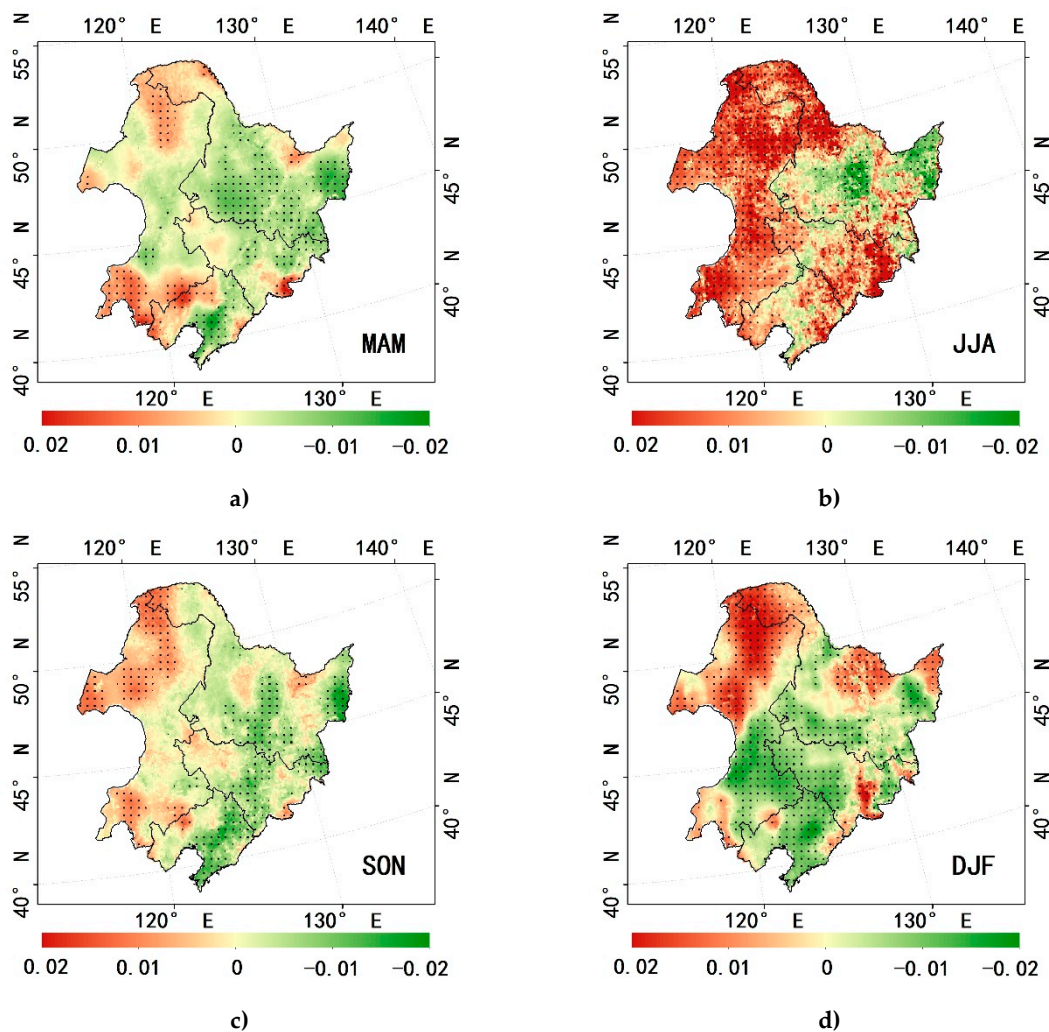 120° E 130° E 140° E
120° E 130° E 140° E
N 55° N 50° N 45° N 40°
N 45° N 40°
MAM
N 55° N 50° N 45° N 40°
N 45° N 40°
JJA
120° E 130° E
120° E 130° E
0.02 0.01 0 -0.01 -0.02
0.02 0.01 0 -0.01 -0.02
a)
b)
120° E 130° E 140° E
120° E 130° E 140° E
N 55° N 50° N 45° N 40°
N 45° N 40°
SON
N 55° N 50° N 45° N 40°
N 45° N 40°
DJF
120° E 130° E
120° E 130° E
0.02 0.01 0 -0.01 -0.02
0.02 0.01 0 -0.01 -0.02
c)
d)